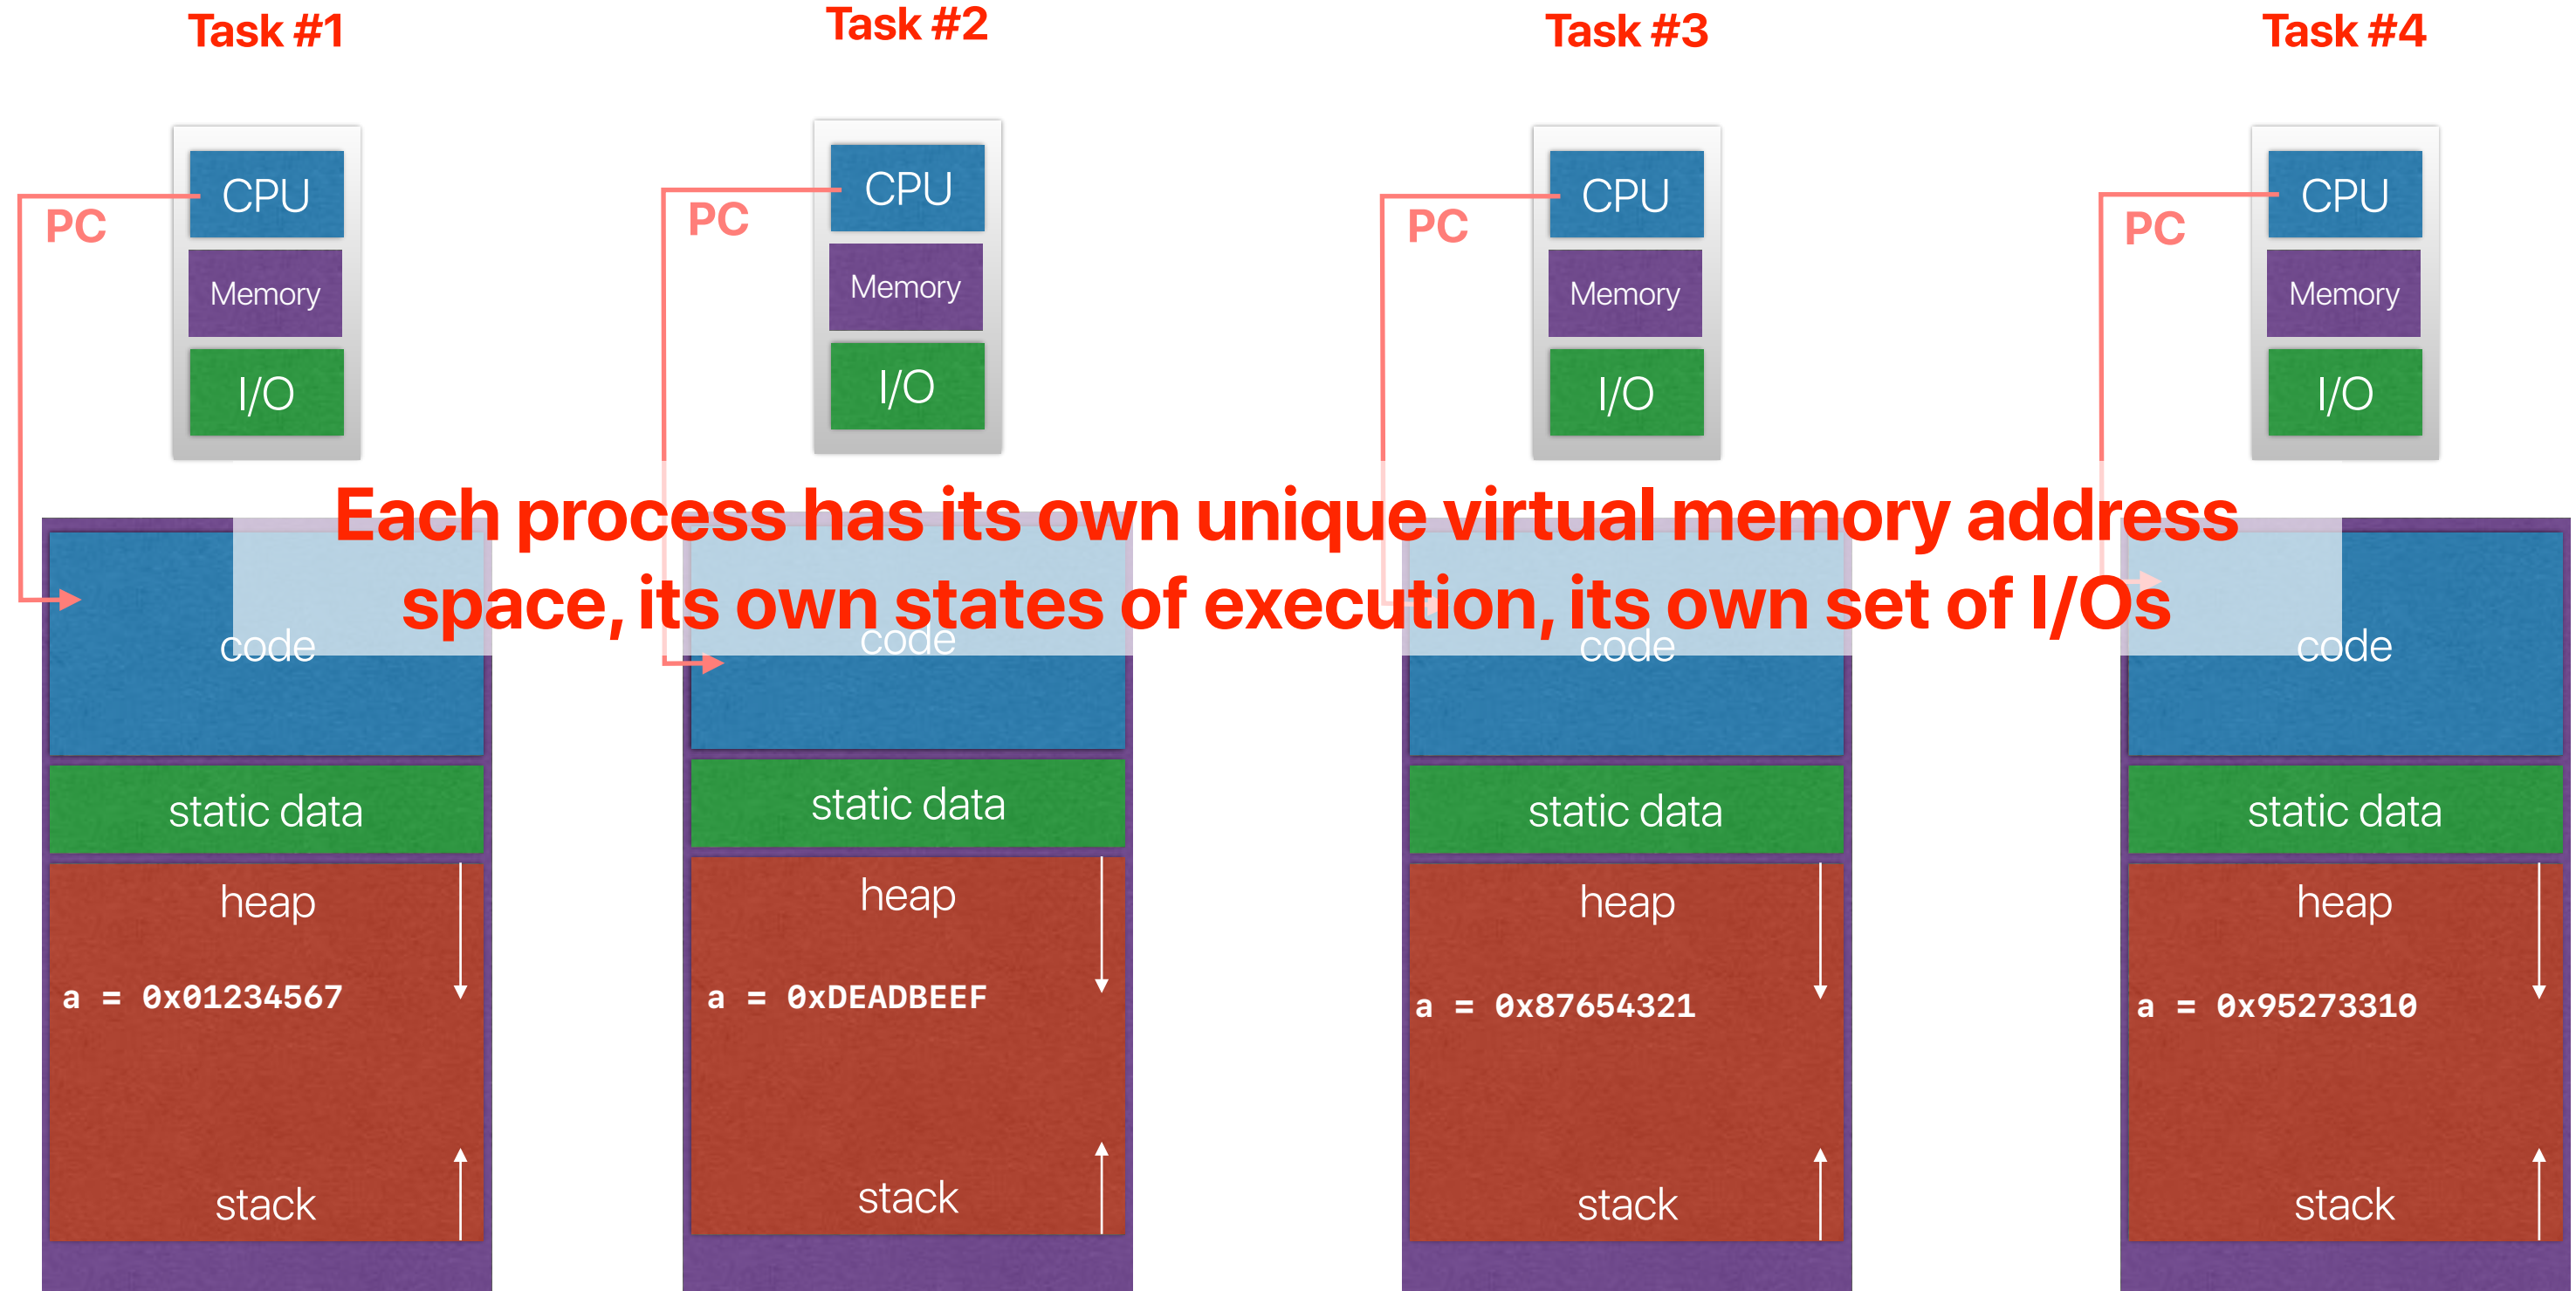 Task #1
Task #2
Task #3
Task #4
CPU
PC
Memory
I/O
CPU
PC
Memory
I/O
CPU
PC
Memory
I/O
CPU
PC
Memory
I/O
Each process has its own unique virtual memory address
space, its own states of execution, its own set of I/Os
code
static data
heap
a = 0x01234567
stack
code
static data
heap
a = 0xDEADBEEF
stack
code
static data
heap
a = 0x87654321
stack
code
static data
heap
a = 0x95273310
stack